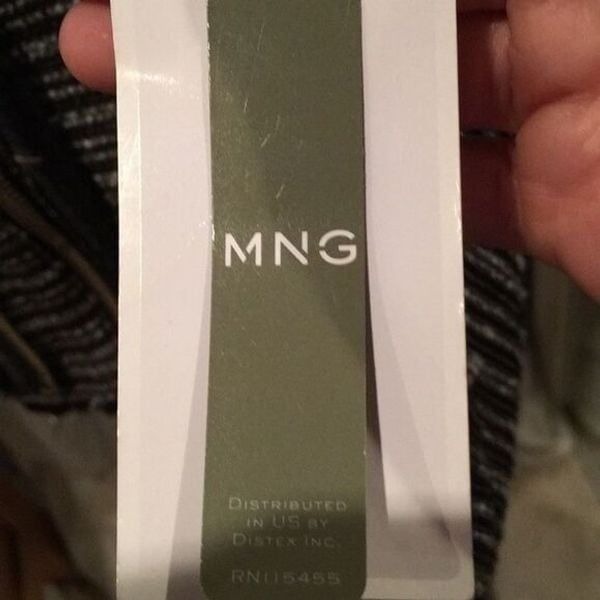 MNG
DISTRIBUTED
IN US BY
DISTEX INC.
RN115455